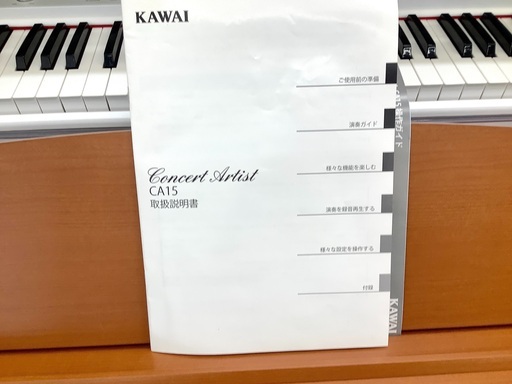 KAWAI
ご使用前の準備
演奏ガイド
様々な機能を楽しむ
Concert Artist
CA15
取扱説明書
演奏を録音再生する
様々な設定を操作する
付録
KAWAI